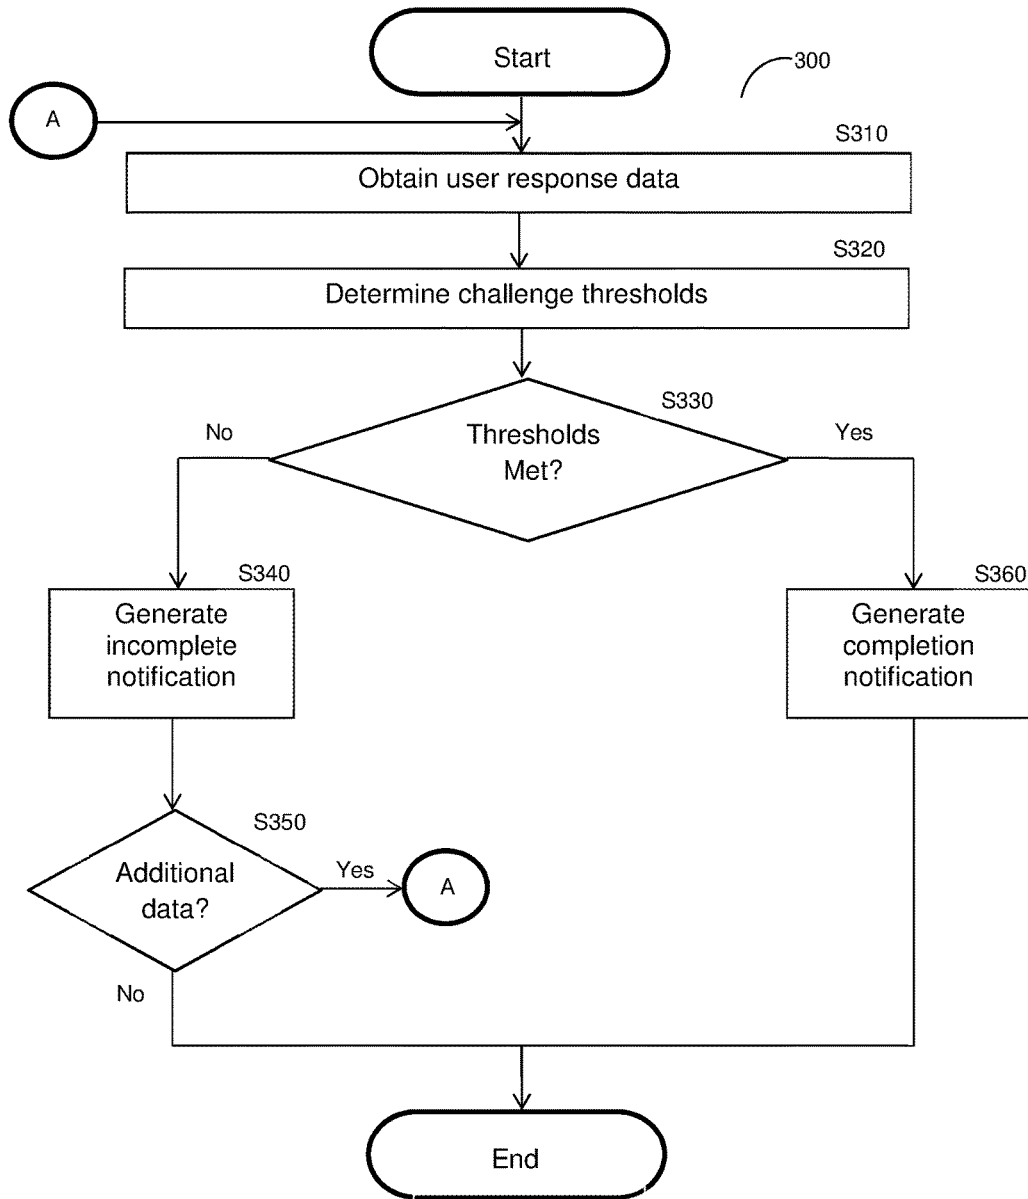 Start
300
A
S310
Obtain user response data
S320
Determine challenge thresholds
S330
No
Thresholds
Met?
Yes
S340
Generate
incomplete
notification
S360
Generate
completion
notification
S350
Additional
data?
Yes
A
No
End